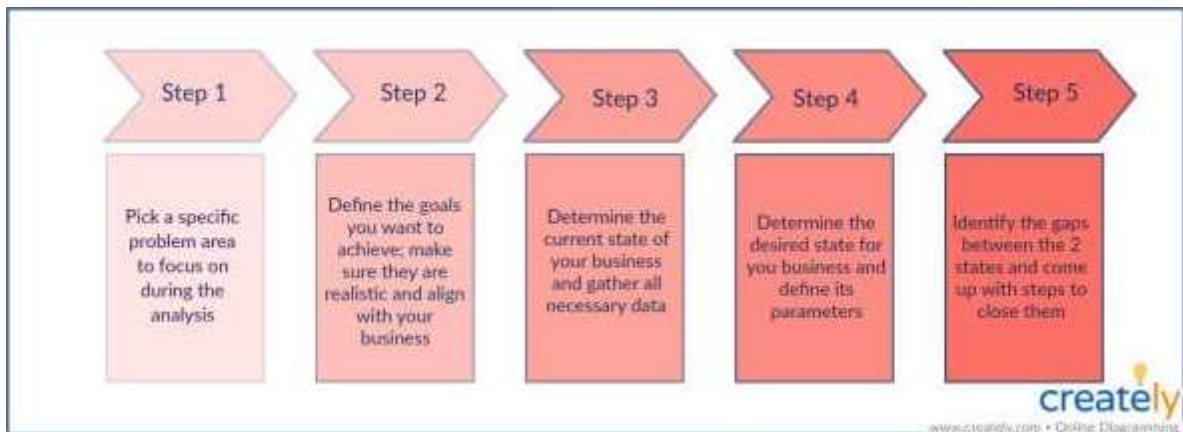 Step 1
Pick a specific
problem area
to focus on
during the
analysis
Step 2
Define the goals
you want to
achieve; make
sure they are
realistic and align
with your
business
Step 3
Determine the
current state of
your business
and gather all
necessary data
Step 4
Determine the
desired state for
you business and
define its
parameters
Step 5
Identify the gaps
between the 2
states and come
up with steps to
close them
creately
www.creately.com • Online Diagramming